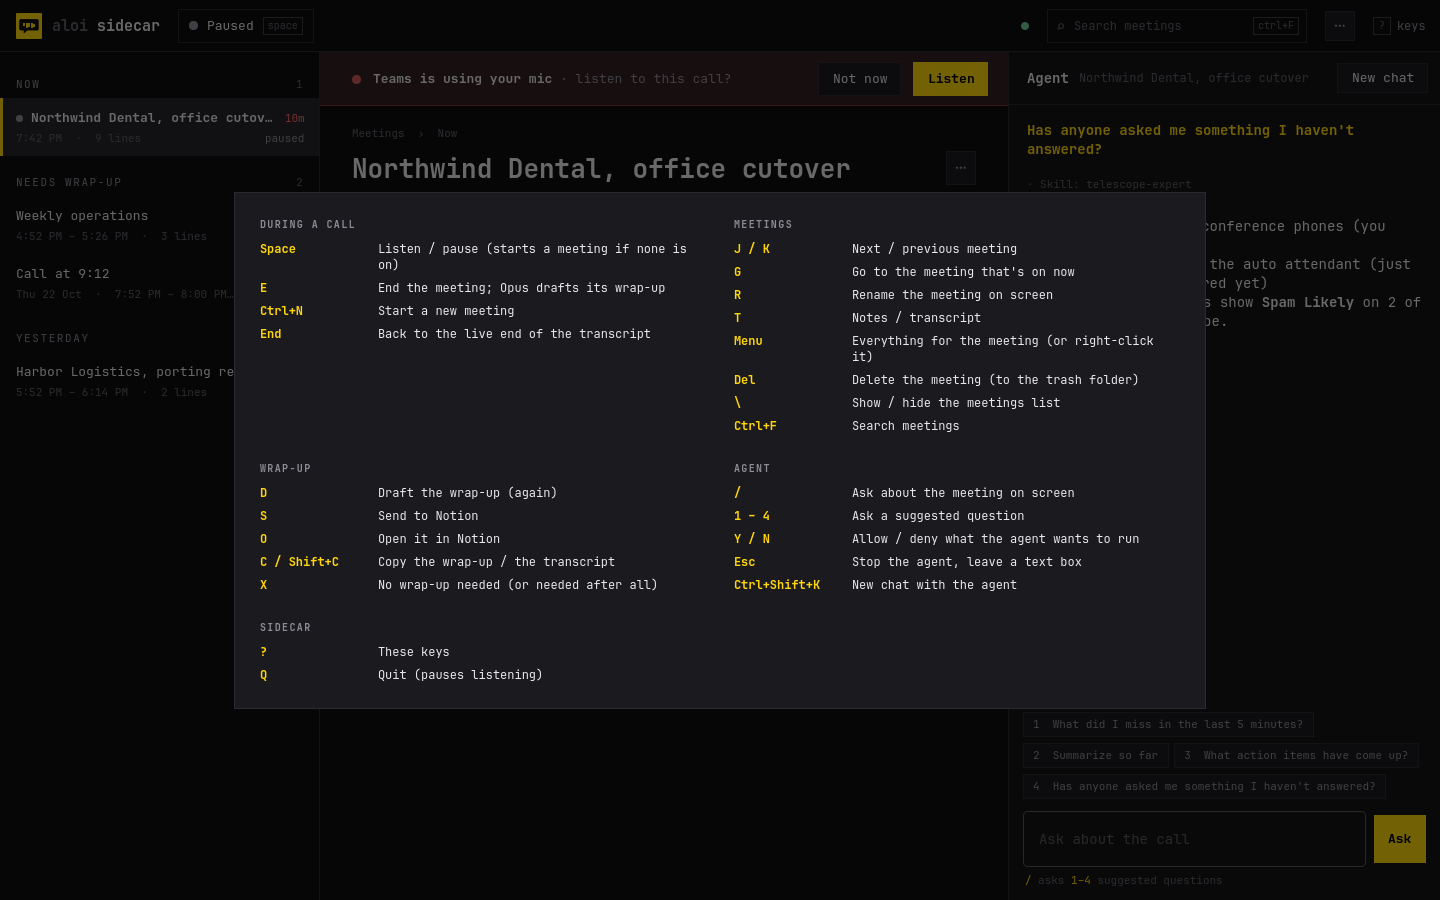 aloi sidecar
Paused space
Search meetings ctrl+F
...
? keys
NOW 1
Northwind Dental, office cutov… 10m
7:42 PM · 9 lines paused
NEEDS WRAP-UP 2
Weekly operations
4:52 PM – 5:26 PM · 3 lines
Call at 9:12
Thu 22 Oct · 7:52 PM – 8:00 PM…
YESTERDAY
Harbor Logistics, porting re
5:52 PM – 6:14 PM · 2 lines
Teams is using your mic · listen to this call?
Not now
Listen
Meetings › Now
Northwind Dental, office cutover
...
Agent Northwind Dental, office cutover
New chat
Has anyone asked me something I haven't
answered?
· Skill: telescope-expert
conference phones (you
the auto attendant (just
red yet)
s show Spam Likely on 2 of
pe.
DURING A CALL
Space Listen / pause (starts a meeting if none is
on)
E End the meeting; Opus drafts its wrap-up
Ctrl+N Start a new meeting
End Back to the live end of the transcript
MEETINGS
J / K Next / previous meeting
G Go to the meeting that's on now
R Rename the meeting on screen
T Notes / transcript
Menu Everything for the meeting (or right-click
it)
Del Delete the meeting (to the trash folder)
\ Show / hide the meetings list
Ctrl+F Search meetings
WRAP-UP
D Draft the wrap-up (again)
S Send to Notion
O Open it in Notion
C / Shift+C Copy the wrap-up / the transcript
X No wrap-up needed (or needed after all)
AGENT
/ Ask about the meeting on screen
1 – 4 Ask a suggested question
Y / N Allow / deny what the agent wants to run
Esc Stop the agent, leave a text box
Ctrl+Shift+K New chat with the agent
SIDECAR
? These keys
Q Quit (pauses listening)
1 What did I miss in the last 5 minutes?
2 Summarize so far
3 What action items have come up?
4 Has anyone asked me something I haven't answered?
Ask about the call
Ask
/ asks 1–4 suggested questions